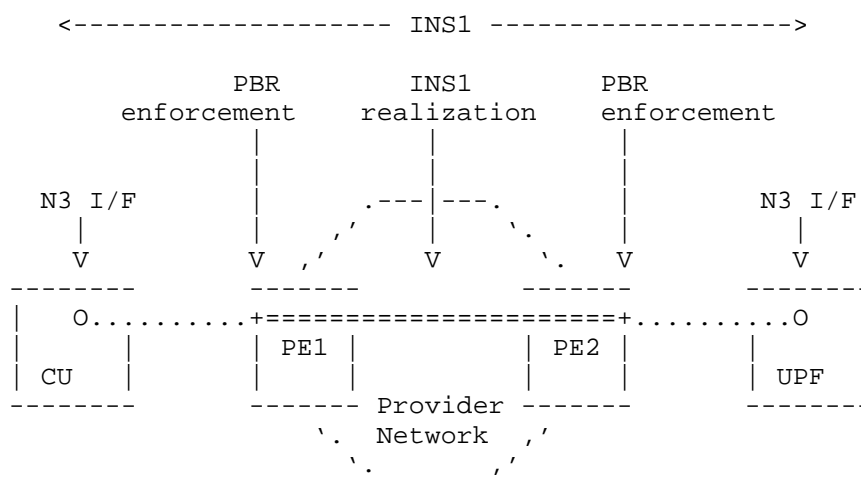 INS1
PBR INS1 PBR
enforcement realization enforcement
N3 I/F N3 I/F
V V V V V
O O
PE1 PE2
CU UPF
Provider
Network